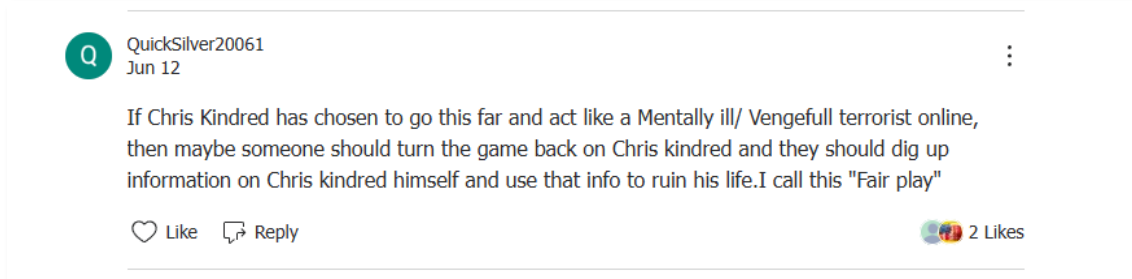 Q
QuickSilver20061
Jun 12
If Chris Kindred has chosen to go this far and act like a Mentally ill/ Vengefull terrorist online,
then maybe someone should turn the game back on Chris kindred and they should dig up
information on Chris kindred himself and use that info to ruin his life.I call this "Fair play"
Like Reply 2 Likes